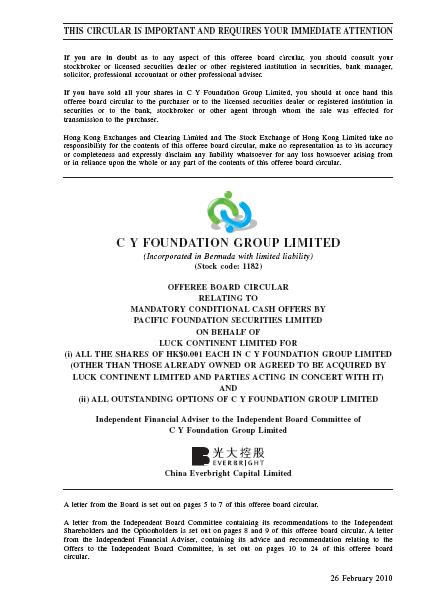 THIS CIRCULAR IS IMPORTANT AND REQUIRES YOUR IMMEDIATE ATTENTION
If you are in doubt as to any aspect of this offeree board circular, you should consult your
stockbroker or licensed securities dealer or other registered institution in securities, bank manager,
solicitor, professional accountant or other professional adviser.
If you have sold all your shares in C Y Foundation Group Limited, you should at once hand this
offeree board circular to the purchaser or to the licensed securities dealer or registered institution in
securities or to the bank, stockbroker or other agent through whom the sale was effected for
transmission to the purchaser.
Hong Kong Exchanges and Clearing Limited and The Stock Exchange of Hong Kong Limited take no
responsibility for the contents of this offeree board circular, make no representation as to its accuracy
or completeness and expressly disclaim any liability whatsoever for any loss howsoever arising from
or in reliance upon the whole or any part of the contents of this offeree board circular.
C Y FOUNDATION GROUP LIMITED
(Incorporated in Bermuda with limited liability)
(Stock code: 1182)
OFFEREE BOARD CIRCULAR
RELATING TO
MANDATORY CONDITIONAL CASH OFFERS BY
PACIFIC FOUNDATION SECURITIES LIMITED
ON BEHALF OF
LUCK CONTINENT LIMITED FOR
(i) ALL THE SHARES OF HK$0.001 EACH IN C Y FOUNDATION GROUP LIMITED
(OTHER THAN THOSE ALREADY OWNED OR AGREED TO BE ACQUIRED BY
LUCK CONTINENT LIMITED AND PARTIES ACTING IN CONCERT WITH IT)
AND
(ii) ALL OUTSTANDING OPTIONS OF C Y FOUNDATION GROUP LIMITED
Independent Financial Adviser to the Independent Board Committee of
C Y Foundation Group Limited
光大控股
EVERBRIGHT
China Everbright Capital Limited
A letter from the Board is set out on pages 5 to 7 of this offeree board circular.
A letter from the Independent Board Committee containing its recommendations to the Independent
Shareholders and the Optionholders is set out on pages 8 and 9 of this offeree board circular. A letter
from the Independent Financial Adviser, containing its advice and recommendation relating to the
Offers to the Independent Board Committee, is set out on pages 10 to 24 of this offeree board
circular.
26 February 2010